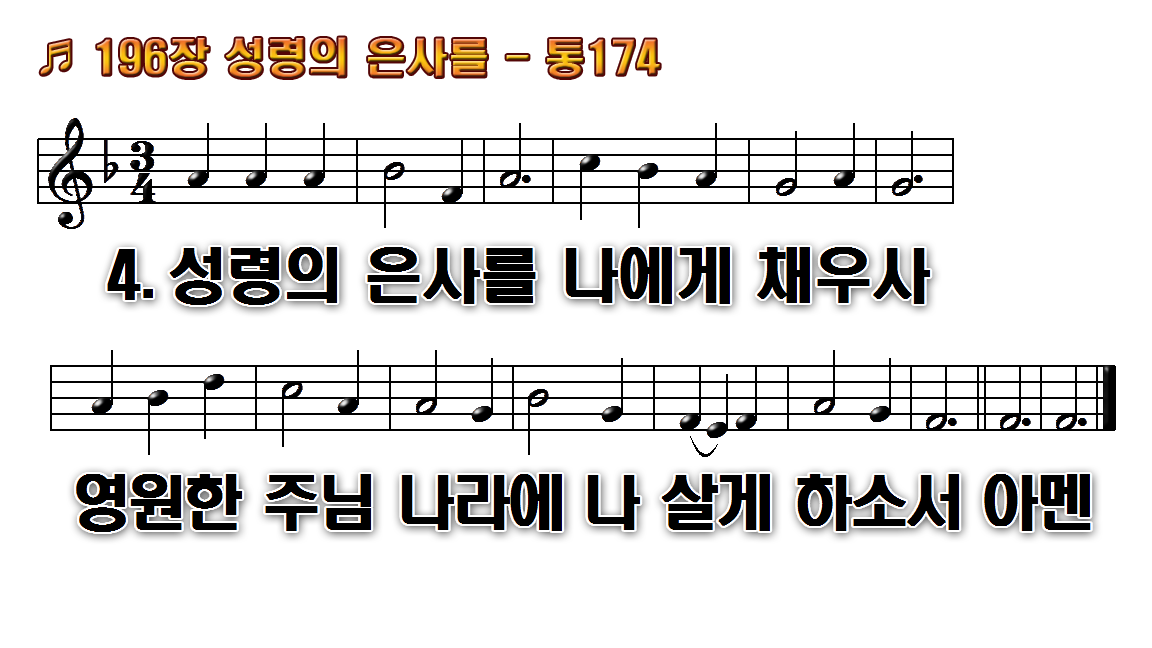 ♬ 196장 성령의 은사를 - 통174
4. 성령의 은사를 나에게 채우사
영원한 주님 나라에 나 살게 하소서 아멘